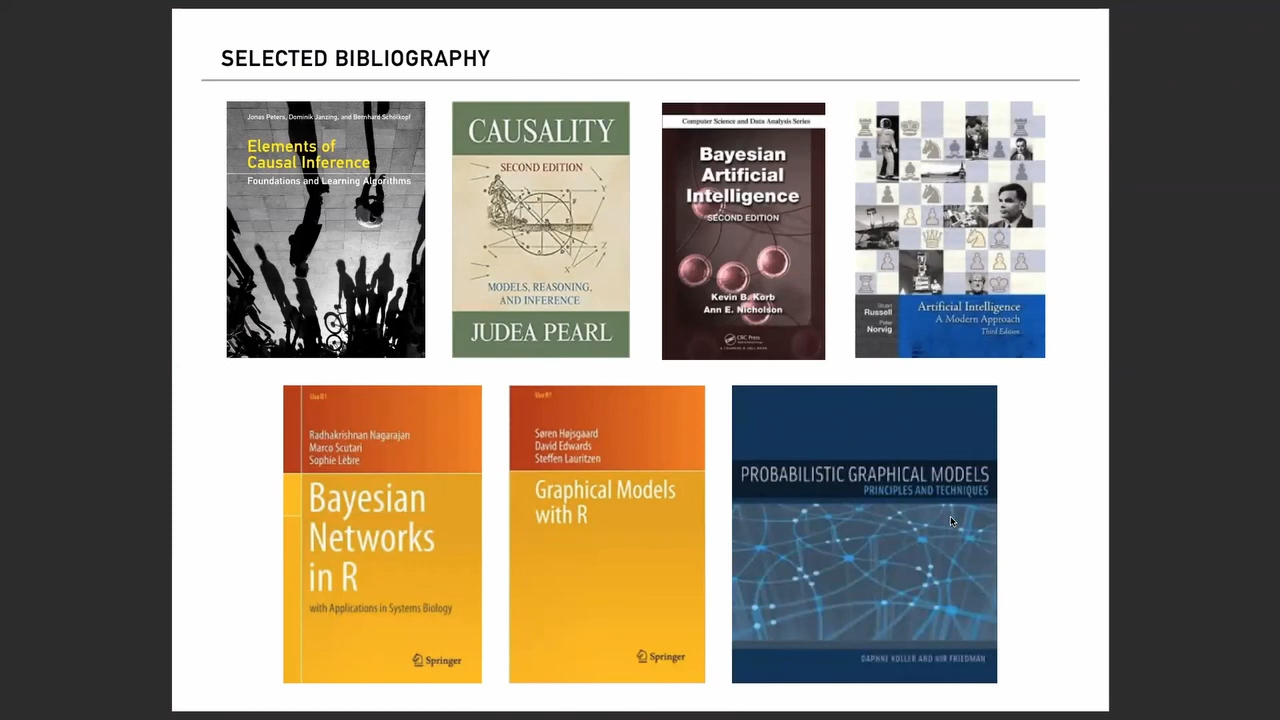 SELECTED BIBLIOGRAPHY
Jonas Peters, Dominik Janzing, and Bernhard Schölkopf
Elements of
Causal Inference
Foundations and Learning Algorithms
CAUSALITY
SECOND EDITION
MODELS, REASONING,
AND INFERENCE
JUDEA PEARL
Computer Science and Data Analysis Series
Bayesian
Artificial
Intelligence
SECOND EDITION
Kevin B. Korb
Ann E. Nicholson
CRC Press
Stuart
Russell
Peter
Norvig
Artificial Intelligence
A Modern Approach
Third Edition
Use R!
Radhakrishnan Nagarajan
Marco Scutari
Sophie Lèbre
Bayesian
Networks
in R
with Applications in Systems Biology
Springer
Use R!
Søren Højsgaard
David Edwards
Steffen Lauritzen
Graphical Models
with R
Springer
PROBABILISTIC GRAPHICAL MODELS
PRINCIPLES AND TECHNIQUES
DAPHNE KOLLER AND NIR FRIEDMAN